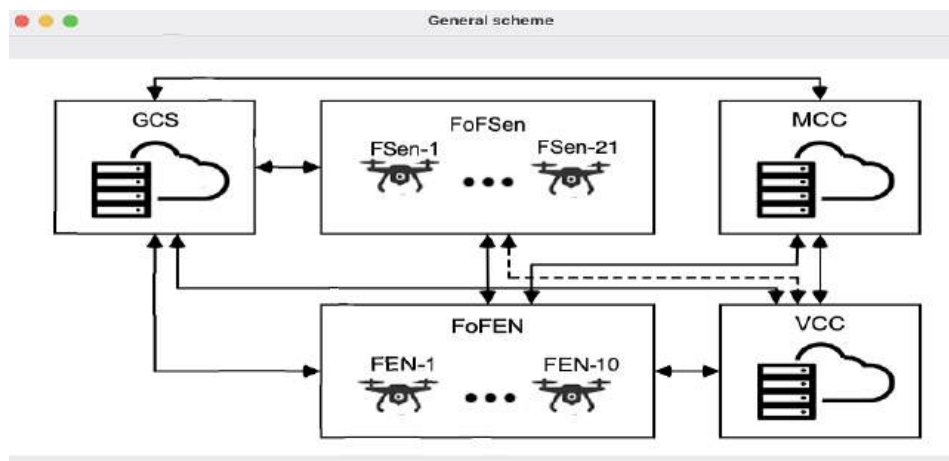 General scheme
GCS
FoFSen
FSen-1
FSen-21
MCC
FoFEN
FEN-1
FEN-10
VCC